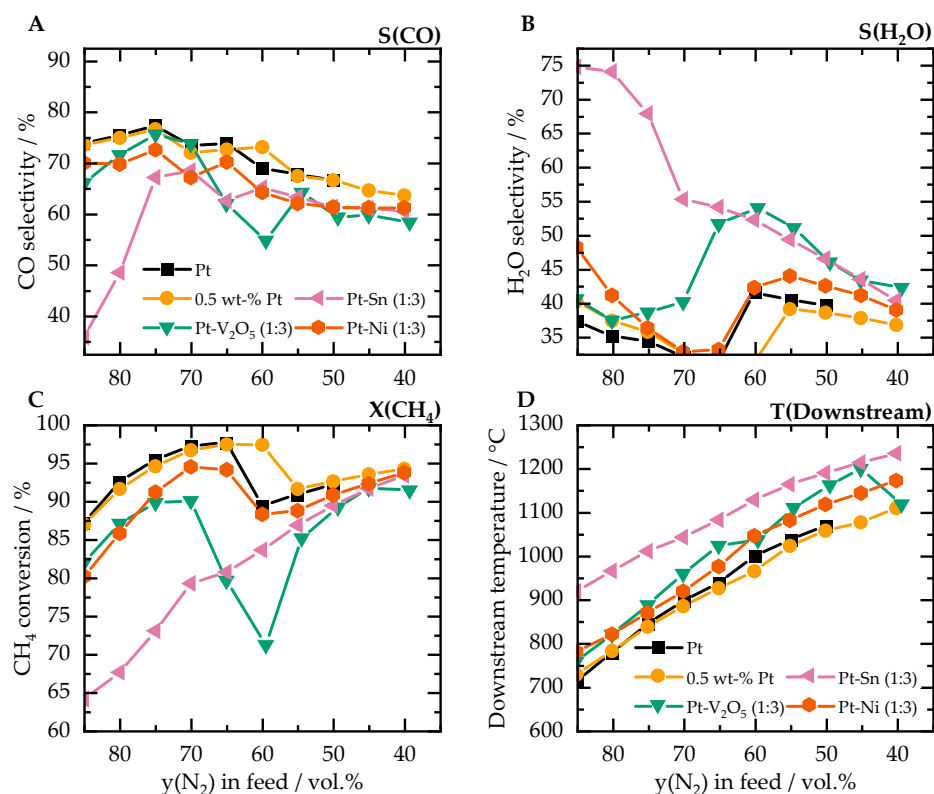 A
S(CO)
CO selectivity / %
90
80
70
60
50
40
80
70
60
50
40
Pt
0.5 wt-% Pt
Pt-Sn (1:3)
Pt-V₂O₅ (1:3)
Pt-Ni (1:3)
B
S(H₂O)
H₂O selectivity / %
75
70
65
60
55
50
45
40
35
80
70
60
50
40
C
X(CH₄)
CH₄ conversion / %
100
95
90
85
80
75
70
65
60
80
70
60
50
40
y(N₂) in feed / vol.%
D
T(Downstream)
Downstream temperature / °C
1300
1200
1100
1000
900
800
700
600
80
70
60
50
40
y(N₂) in feed / vol.%
Pt
0.5 wt-% Pt
Pt-Sn (1:3)
Pt-V₂O₅ (1:3)
Pt-Ni (1:3)